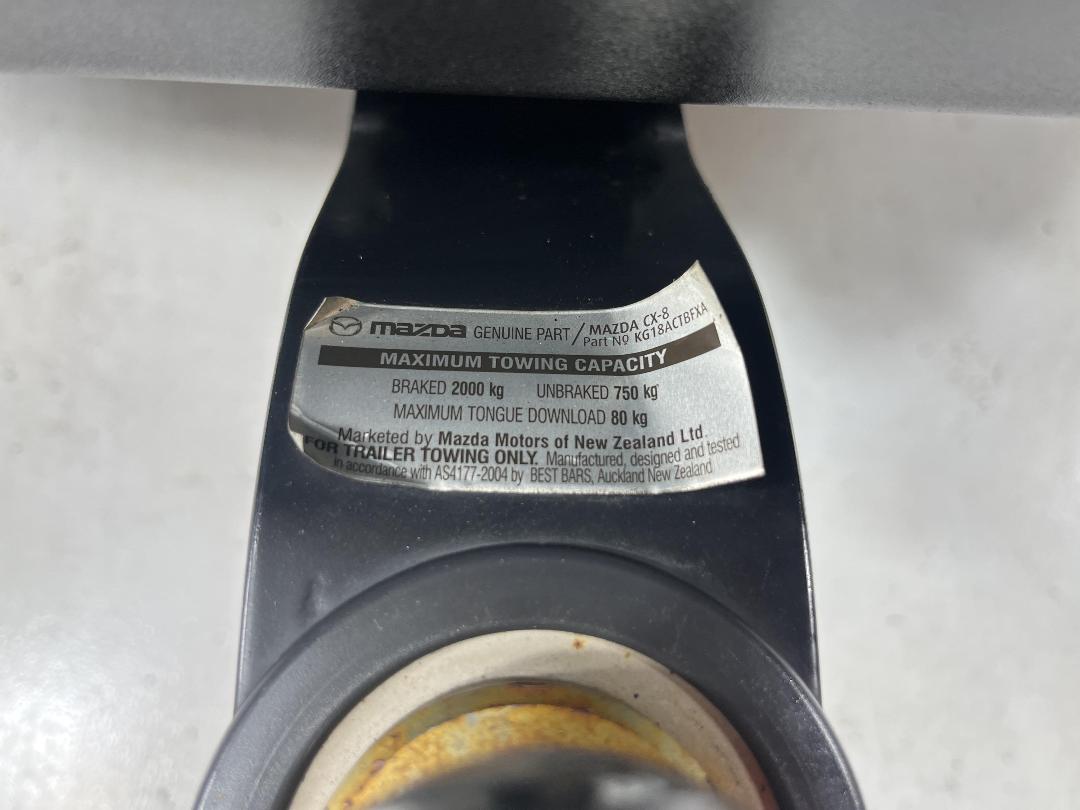 mazda GENUINE PART / MAZDA CX-8
Part No KG18ACTBFXA
MAXIMUM TOWING CAPACITY
BRAKED 2000 kg UNBRAKED 750 kg
MAXIMUM TONGUE DOWNLOAD 80 kg
Marketed by Mazda Motors of New Zealand Ltd
FOR TRAILER TOWING ONLY. Manufactured, designed and tested
in accordance with AS4177-2004 by BEST BARS, Auckland New Zealand